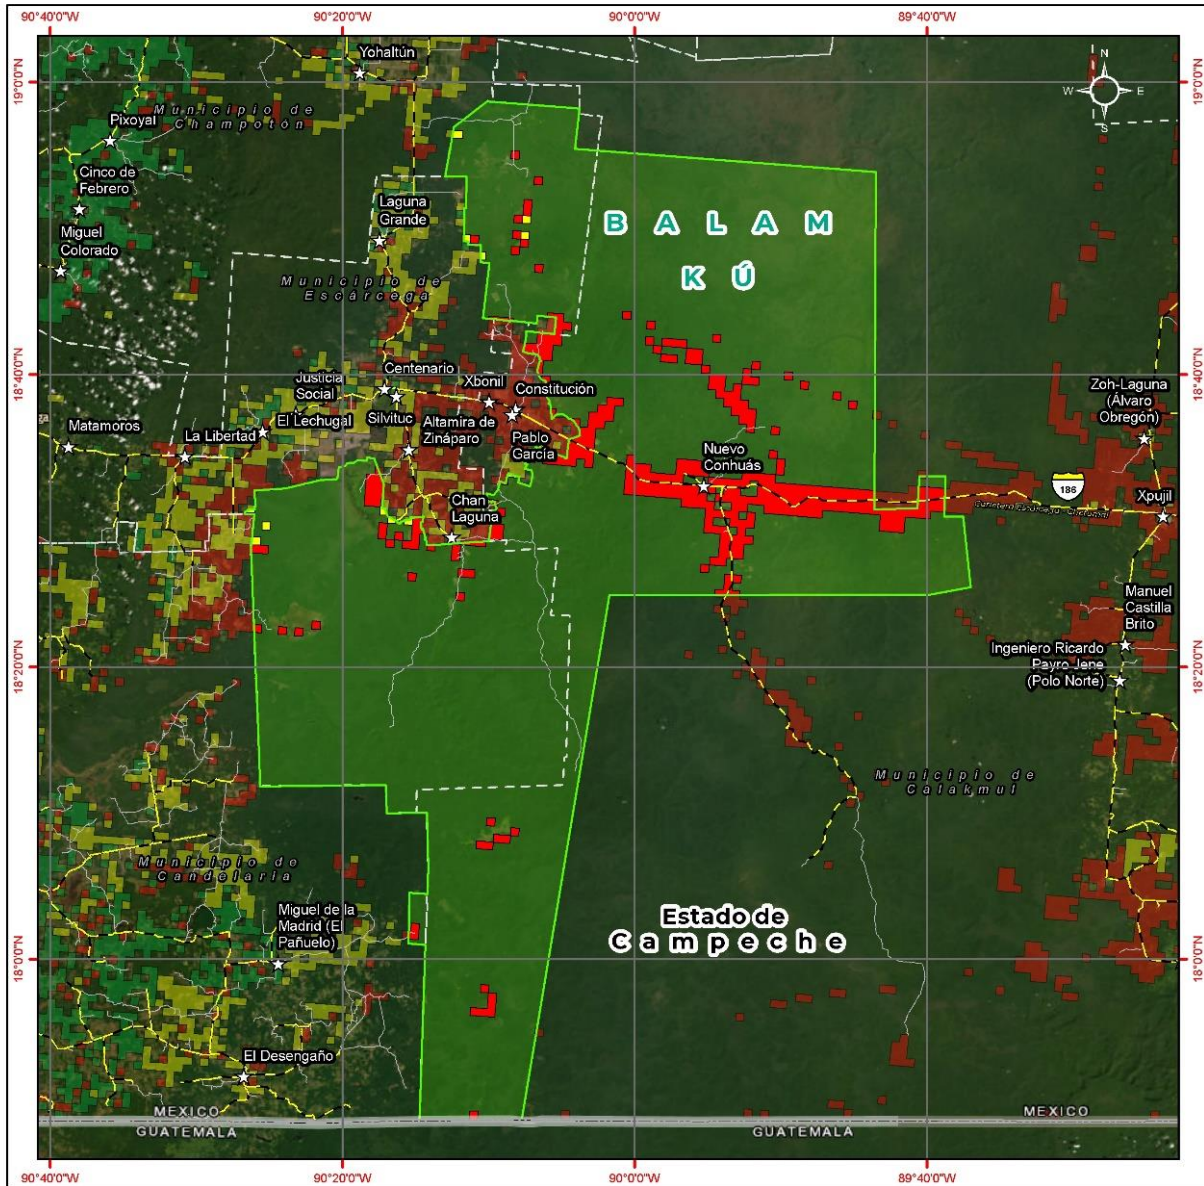 90°40'0"W
90°20'0"W
90°0'0"W
89°40'0"W
19°0'0"N
19°0'0"N
Yohaltún
N
W
E
S
Municipio de
Champotón
Pixoyal
Cinco de
Febrero
Laguna
Grande
BALAM
KÚ
Miguel
Colorado
Municipio de
Escárcega
18°40'0"N
18°40'0"N
Centenario
Justicia
Social
Xbonil
Constitución
Zoh-Laguna
(Álvaro
Obregón)
El Lechugal
Silvituc
Altamira de
Zináparo
Matamoros
La Libertad
Pablo
García
Nuevo
Conhuás
186
Xpujil
Chan
Laguna
Manuel
Castilla
Brito
Ingeniero Ricardo
Payro Jene
(Polo Norte)
18°20'0"N
18°20'0"N
Municipio de
Calakmul
Municipio de
Candelaria
Miguel de la
Madrid (El
Pañuelo)
Estado de
Campeche
18°0'0"N
18°0'0"N
El Desengaño
MEXICO
MEXICO
GUATEMALA
GUATEMALA
90°40'0"W
90°20'0"W
90°0'0"W
89°40'0"W